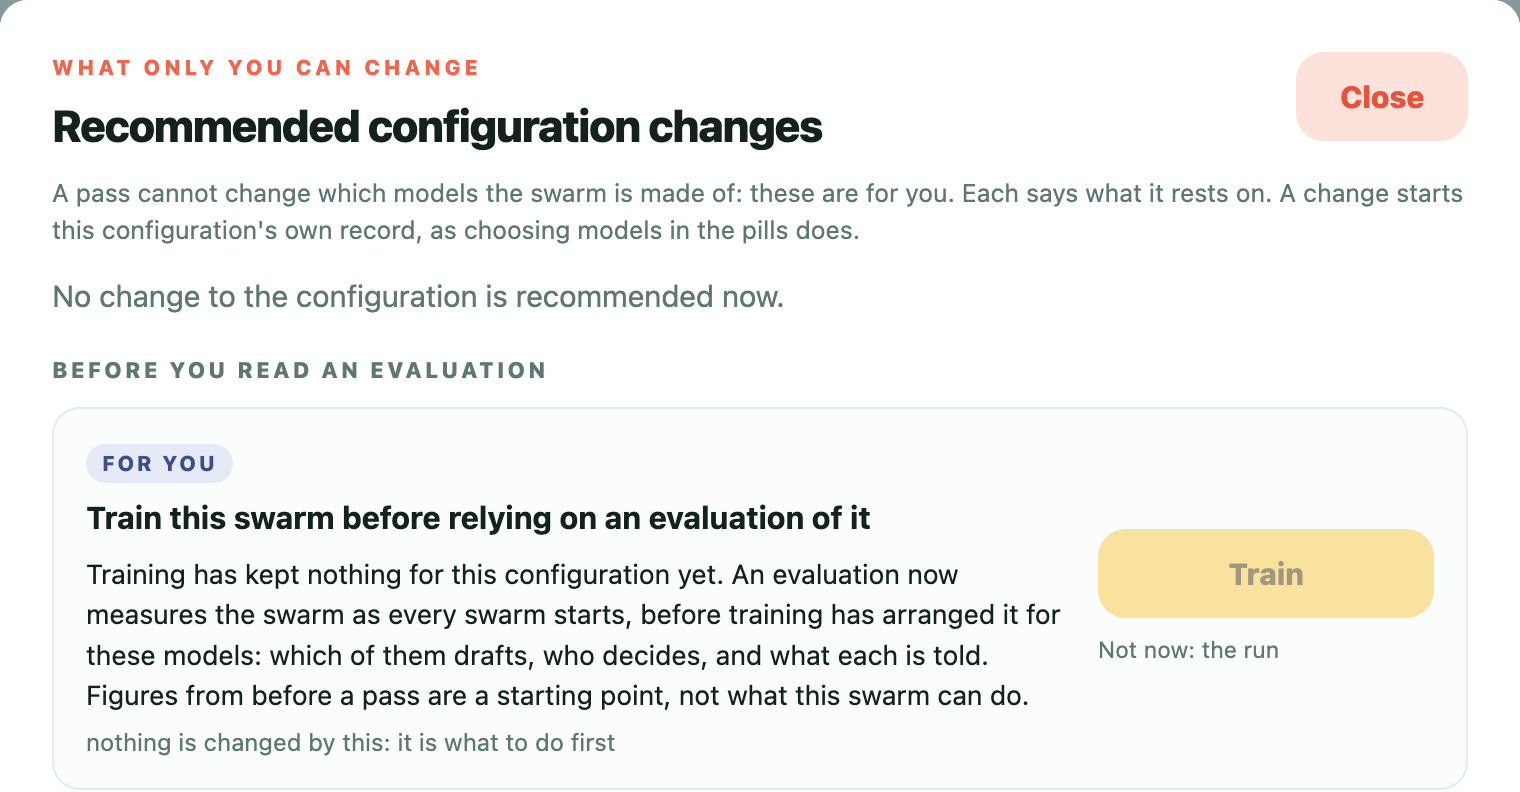 WHAT ONLY YOU CAN CHANGE
Close
Recommended configuration changes
A pass cannot change which models the swarm is made of: these are for you. Each says what it rests on. A change starts
this configuration's own record, as choosing models in the pills does.
No change to the configuration is recommended now.
BEFORE YOU READ AN EVALUATION
FOR YOU
Train this swarm before relying on an evaluation of it
Training has kept nothing for this configuration yet. An evaluation now
measures the swarm as every swarm starts, before training has arranged it for
these models: which of them drafts, who decides, and what each is told.
Figures from before a pass are a starting point, not what this swarm can do.
nothing is changed by this: it is what to do first
Train
Not now: the run